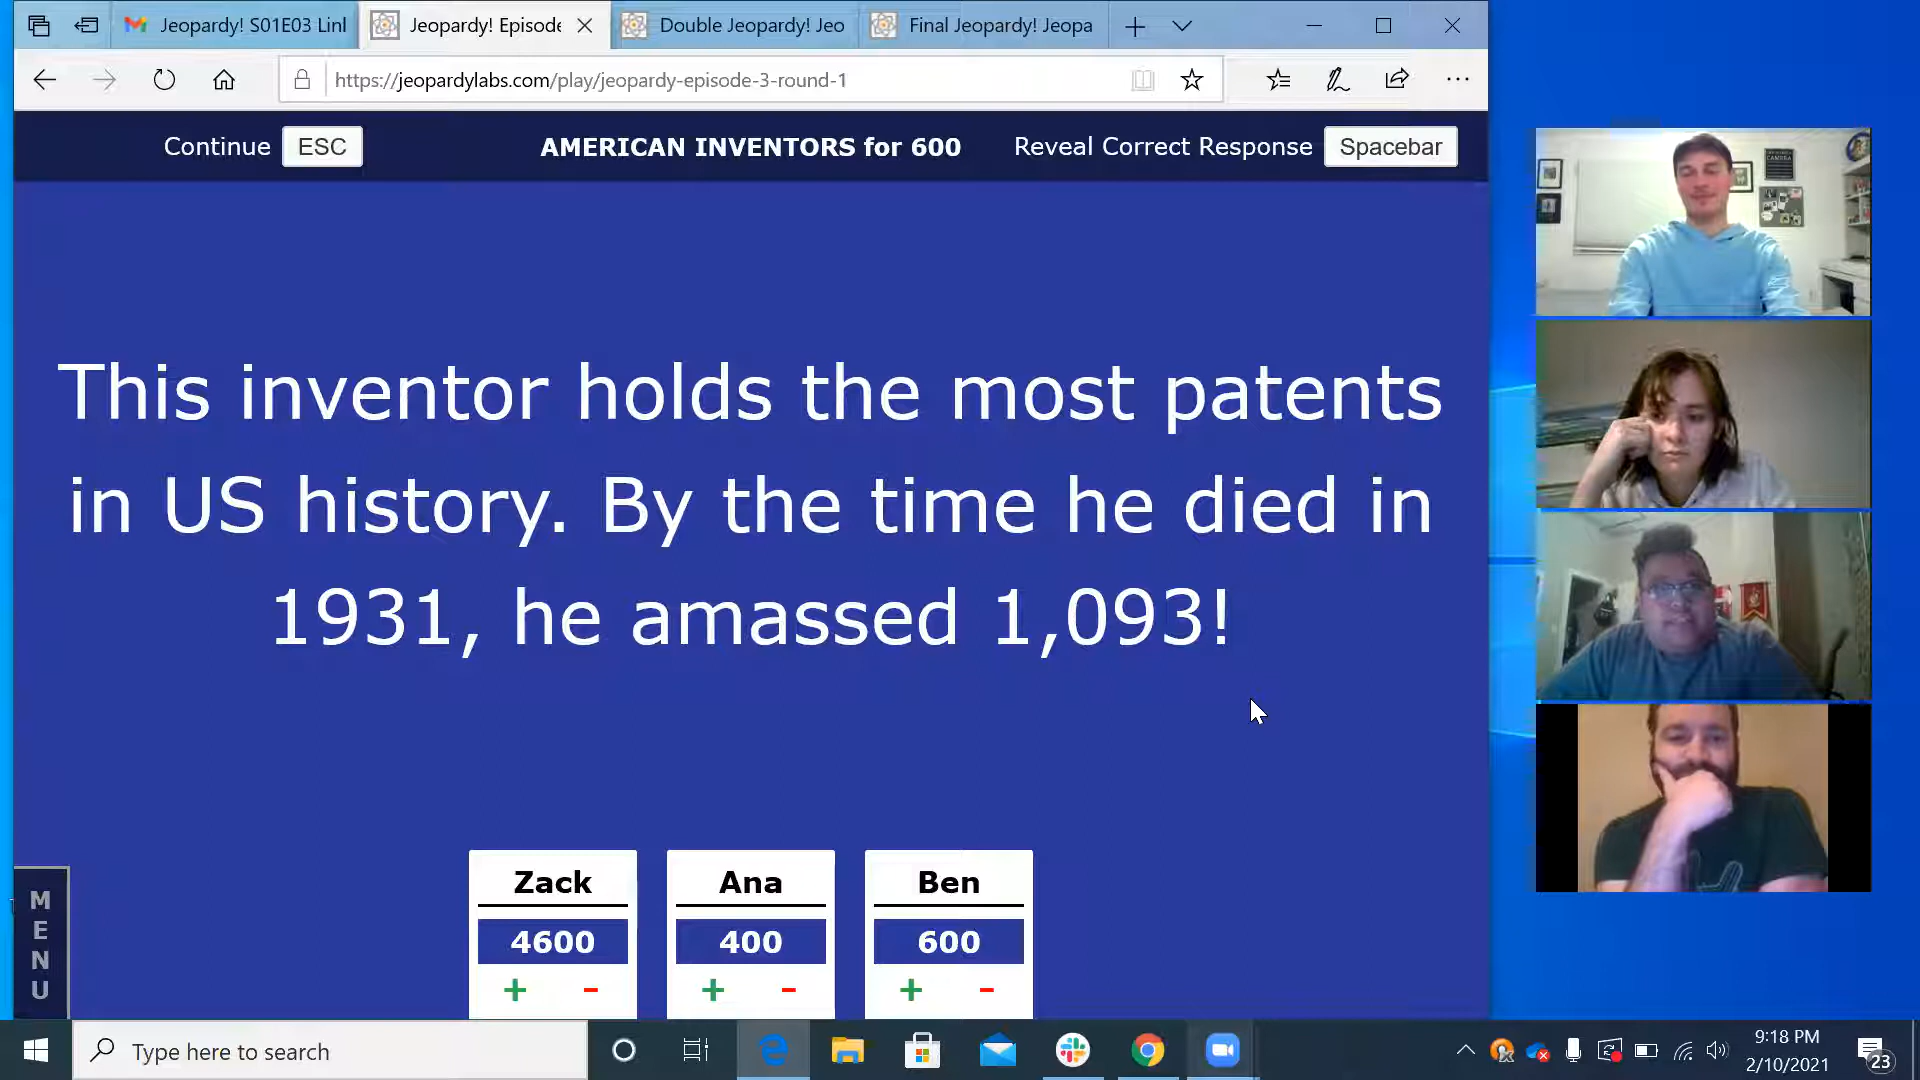 Jeopardy! S01E03 Linl
Jeopardy! Episode
Double Jeopardy! Jeo
Final Jeopardy! Jeopa
https://jeopardylabs.com/play/jeopardy-episode-3-round-1
Continue ESC
AMERICAN INVENTORS for 600
Reveal Correct Response Spacebar
This inventor holds the most patents
in US history. By the time he died in
1931, he amassed 1,093!
MENU
Zack
4600
+ -
Ana
400
+ -
Ben
600
+ -
Type here to search
9:18 PM
2/10/2021
23